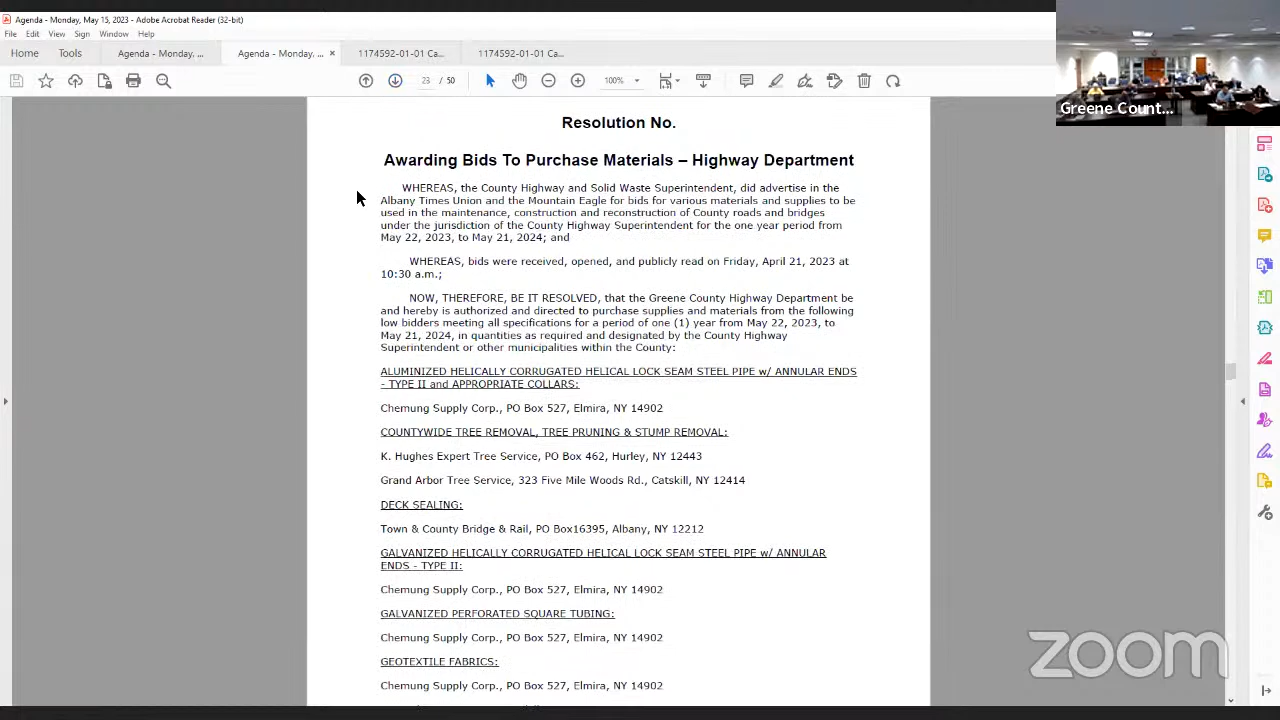 Agenda - Monday, May 15, 2023 - Adobe Acrobat Reader (32-bit)
File Edit View Sign Window Help
Home Tools Agenda - Monday, ... Agenda - Monday, ... × 1174592-01-01 Ca... 1174592-01-01 Ca...
23 / 50 100%
Greene Count...
Resolution No.
Awarding Bids To Purchase Materials – Highway Department
WHEREAS, the County Highway and Solid Waste Superintendent, did advertise in the
Albany Times Union and the Mountain Eagle for bids for various materials and supplies to be
used in the maintenance, construction and reconstruction of County roads and bridges
under the jurisdiction of the County Highway Superintendent for the one year period from
May 22, 2023, to May 21, 2024; and
WHEREAS, bids were received, opened, and publicly read on Friday, April 21, 2023 at
10:30 a.m.;
NOW, THEREFORE, BE IT RESOLVED, that the Greene County Highway Department be
and hereby is authorized and directed to purchase supplies and materials from the following
low bidders meeting all specifications for a period of one (1) year from May 22, 2023, to
May 21, 2024, in quantities as required and designated by the County Highway
Superintendent or other municipalities within the County:
ALUMINIZED HELICALLY CORRUGATED HELICAL LOCK SEAM STEEL PIPE w/ ANNULAR ENDS
- TYPE II and APPROPRIATE COLLARS:
Chemung Supply Corp., PO Box 527, Elmira, NY 14902
COUNTYWIDE TREE REMOVAL, TREE PRUNING & STUMP REMOVAL:
K. Hughes Expert Tree Service, PO Box 462, Hurley, NY 12443
Grand Arbor Tree Service, 323 Five Mile Woods Rd., Catskill, NY 12414
DECK SEALING:
Town & County Bridge & Rail, PO Box16395, Albany, NY 12212
GALVANIZED HELICALLY CORRUGATED HELICAL LOCK SEAM STEEL PIPE w/ ANNULAR
ENDS - TYPE II:
Chemung Supply Corp., PO Box 527, Elmira, NY 14902
GALVANIZED PERFORATED SQUARE TUBING:
Chemung Supply Corp., PO Box 527, Elmira, NY 14902
GEOTEXTILE FABRICS:
Chemung Supply Corp., PO Box 527, Elmira, NY 14902
zoom